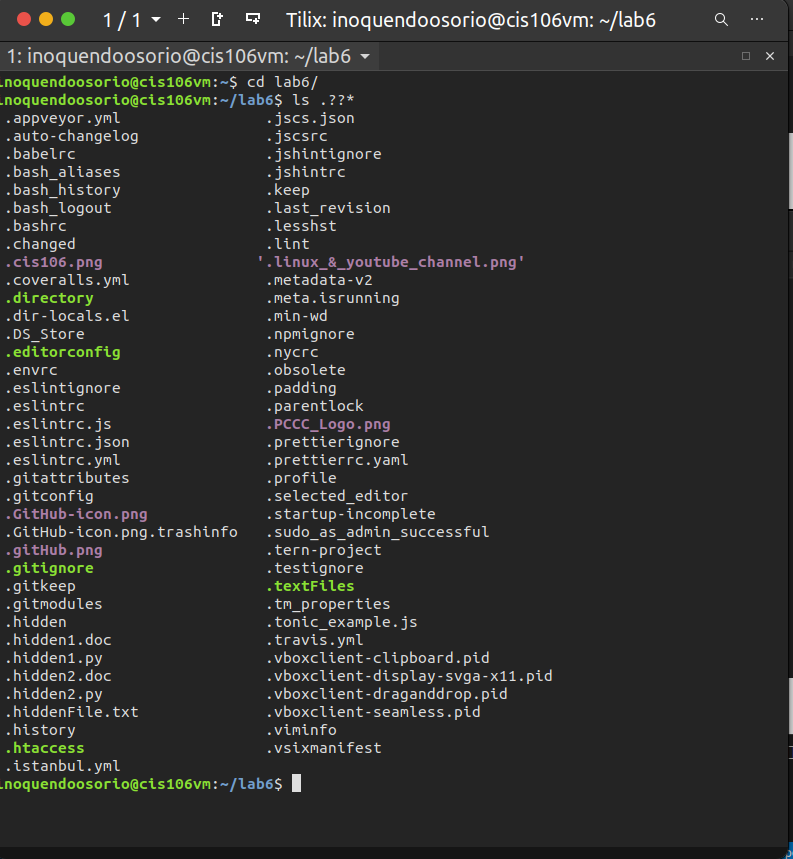 1 / 1 Tilix: inoquendoosorio@cis106vm: ~/lab6
1: inoquendoosorio@cis106vm: ~/lab6
inoquendoosorio@cis106vm:~$ cd lab6/
inoquendoosorio@cis106vm:~/lab6$ ls .??*
.appveyor.yml .jscs.json
.auto-changelog .jscsrc
.babelrc .jshintignore
.bash_aliases .jshintrc
.bash_history .keep
.bash_logout .last_revision
.bashrc .lesshst
.changed .lint
.cis106.png '.linux_&_youtube_channel.png'
.coveralls.yml .metadata-v2
.directory .meta.isrunning
.dir-locals.el .min-wd
.DS_Store .npmignore
.editorconfig .nycrc
.envrc .obsolete
.eslintignore .padding
.eslintrc .parentlock
.eslintrc.js .PCCC_Logo.png
.eslintrc.json .prettierignore
.eslintrc.yml .prettierrc.yaml
.gitattributes .profile
.gitconfig .selected_editor
.GitHub-icon.png .startup-incomplete
.GitHub-icon.png.trashinfo .sudo_as_admin_successful
.gitHub.png .tern-project
.gitignore .testignore
.gitkeep .textFiles
.gitmodules .tm_properties
.hidden .tonic_example.js
.hidden1.doc .travis.yml
.hidden1.py .vboxclient-clipboard.pid
.hidden2.doc .vboxclient-display-svga-x11.pid
.hidden2.py .vboxclient-draganddrop.pid
.hiddenFile.txt .vboxclient-seamless.pid
.history .viminfo
.htaccess .vsixmanifest
.istanbul.yml
inoquendoosorio@cis106vm:~/lab6$